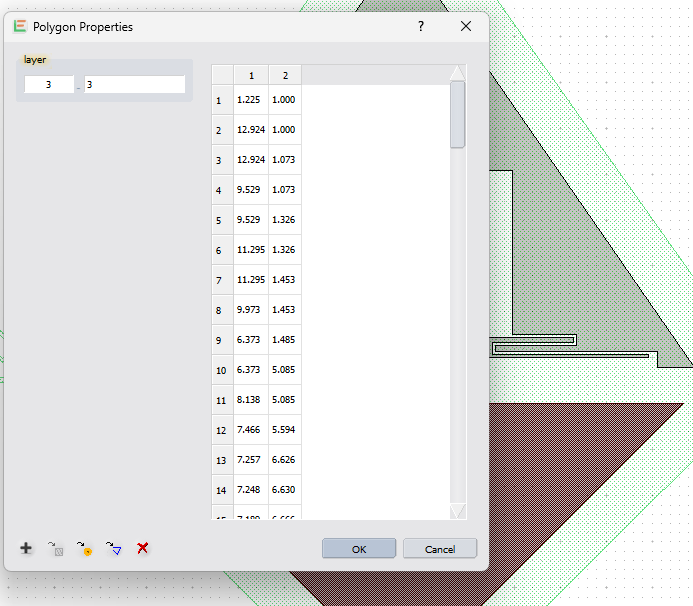 Polygon Properties ?
layer
3 - 3
1 2
1 1.225 1.000
2 12.924 1.000
3 12.924 1.073
4 9.529 1.073
5 9.529 1.326
6 11.295 1.326
7 11.295 1.453
8 9.973 1.453
9 6.373 1.485
10 6.373 5.085
11 8.138 5.085
12 7.466 5.594
13 7.257 6.626
14 7.248 6.630
OK Cancel